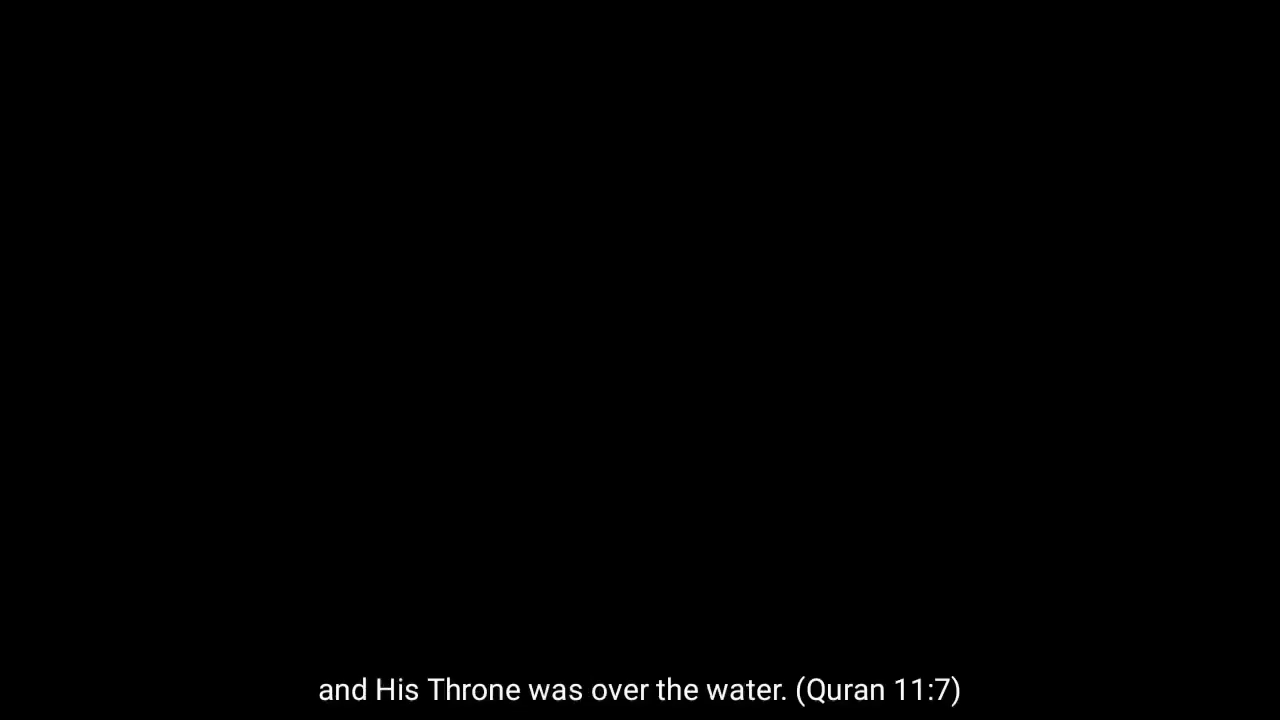 and His Throne was over the water. (Quran 11:7)